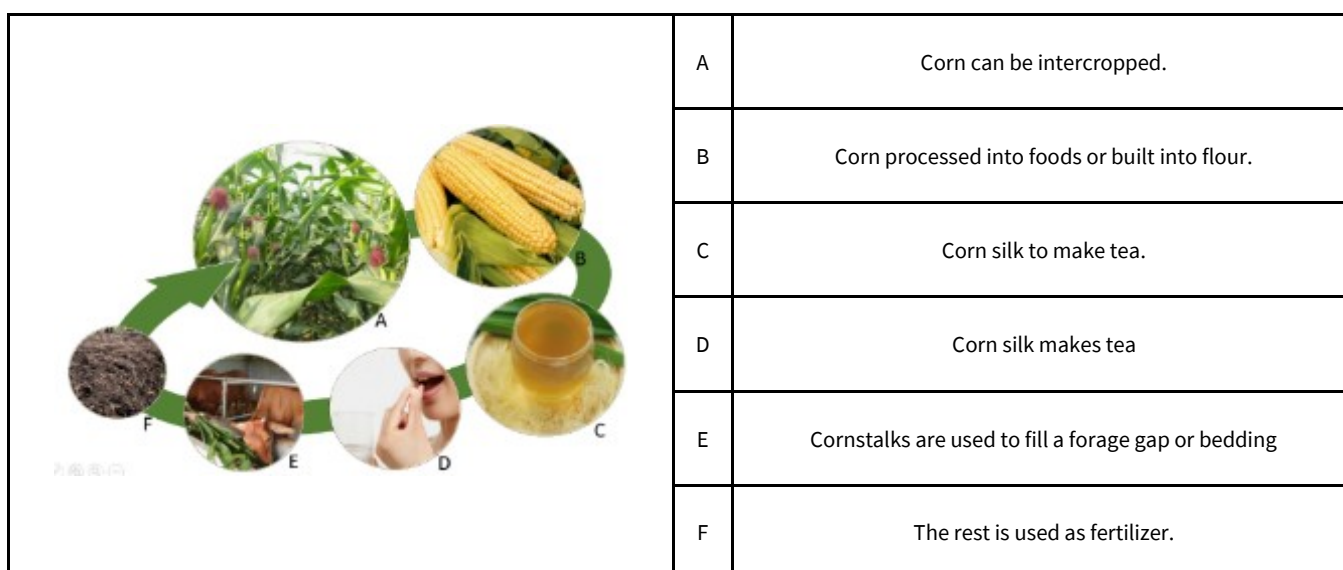 A
Corn can be intercropped.
B
Corn processed into foods or built into flour.
C
Corn silk to make tea.
D
Corn silk makes tea
E
Cornstalks are used to fill a forage gap or bedding
F
The rest is used as fertilizer.
A
B
C
D
E
F